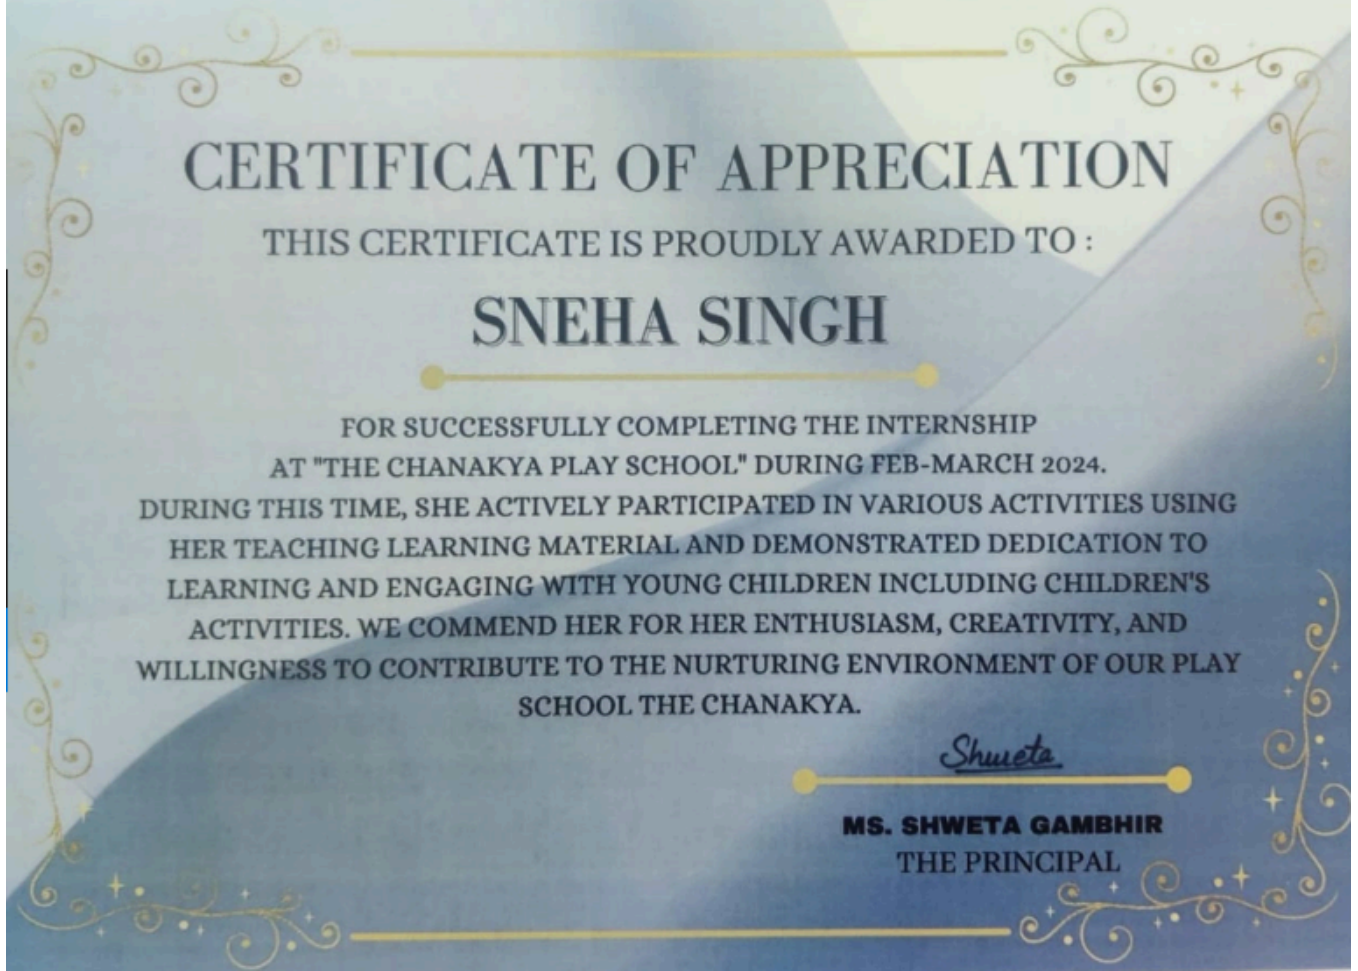 CERTIFICATE OF APPRECIATION
THIS CERTIFICATE IS PROUDLY AWARDED TO :
SNEHA SINGH
FOR SUCCESSFULLY COMPLETING THE INTERNSHIP
AT "THE CHANAKYA PLAY SCHOOL" DURING FEB-MARCH 2024.
DURING THIS TIME, SHE ACTIVELY PARTICIPATED IN VARIOUS ACTIVITIES USING
HER TEACHING LEARNING MATERIAL AND DEMONSTRATED DEDICATION TO
LEARNING AND ENGAGING WITH YOUNG CHILDREN INCLUDING CHILDREN'S
ACTIVITIES. WE COMMEND HER FOR HER ENTHUSIASM, CREATIVITY, AND
WILLINGNESS TO CONTRIBUTE TO THE NURTURING ENVIRONMENT OF OUR PLAY
SCHOOL THE CHANAKYA.
Shweta
MS. SHWETA GAMBHIR
THE PRINCIPAL